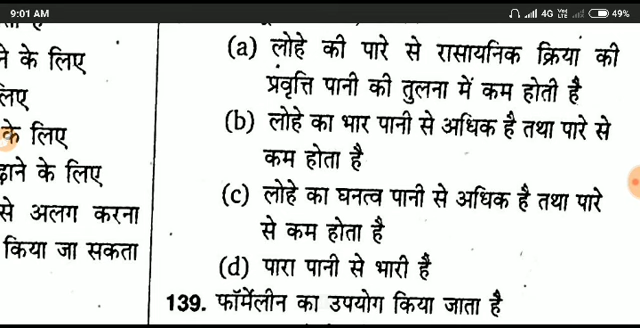 9:01 AM
4G VoLTE 49%
ने के लिए
लिए
के लिए
ढ़ाने के लिए
से अलग करना
किया जा सकता
(a) लोहे की पारे से रासायनिक क्रिया की
प्रवृत्ति पानी की तुलना में कम होती है
(b) लोहे का भार पानी से अधिक है तथा पारे से
कम होता है
(c) लोहे का घनत्व पानी से अधिक है तथा पारे
से कम होता है
(d) पारा पानी से भारी है
139. फॉर्मेलीन का उपयोग किया जाता है